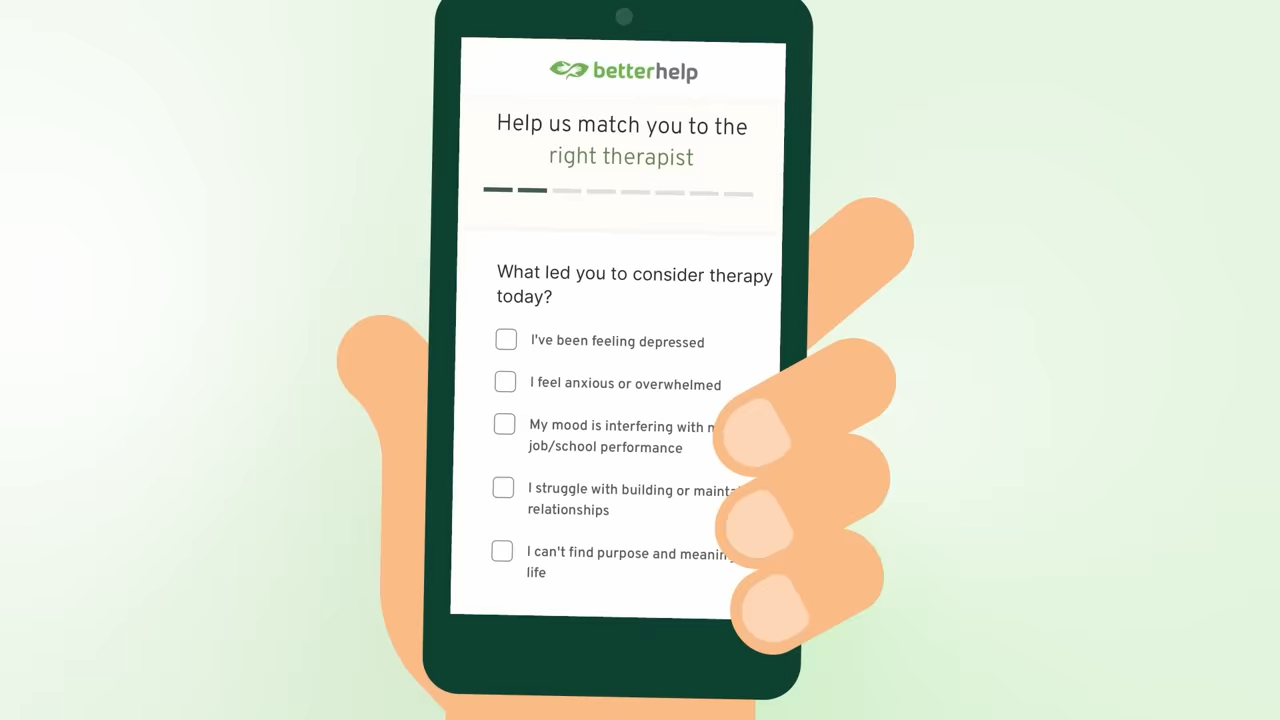 betterhelp
Help us match you to the
right therapist
What led you to consider therapy
today?
I've been feeling depressed
I feel anxious or overwhelmed
My mood is interfering with
job/school performance
I struggle with building or
relationships
I can't find purpose and
life